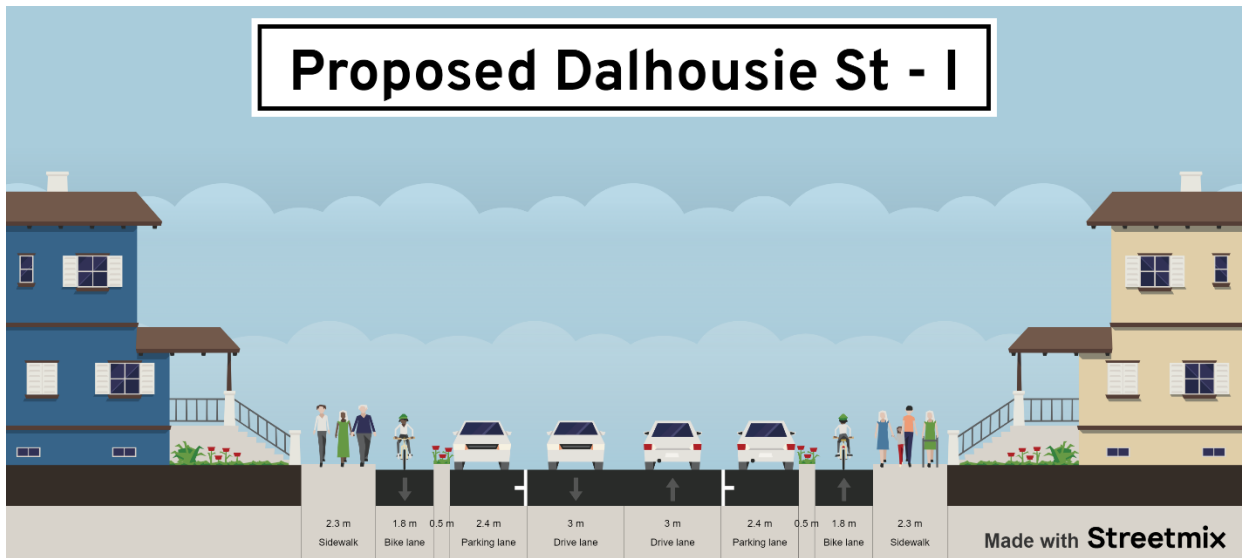 Proposed Dalhousie St - I
2.3 m 1.8 m 0.5 m 2.4 m 3 m 3 m 2.4 m 0.5 m 1.8 m 2.3 m
Sidewalk Bike lane Parking lane Drive lane Drive lane Parking lane Bike lane Sidewalk
Made with Streetmix